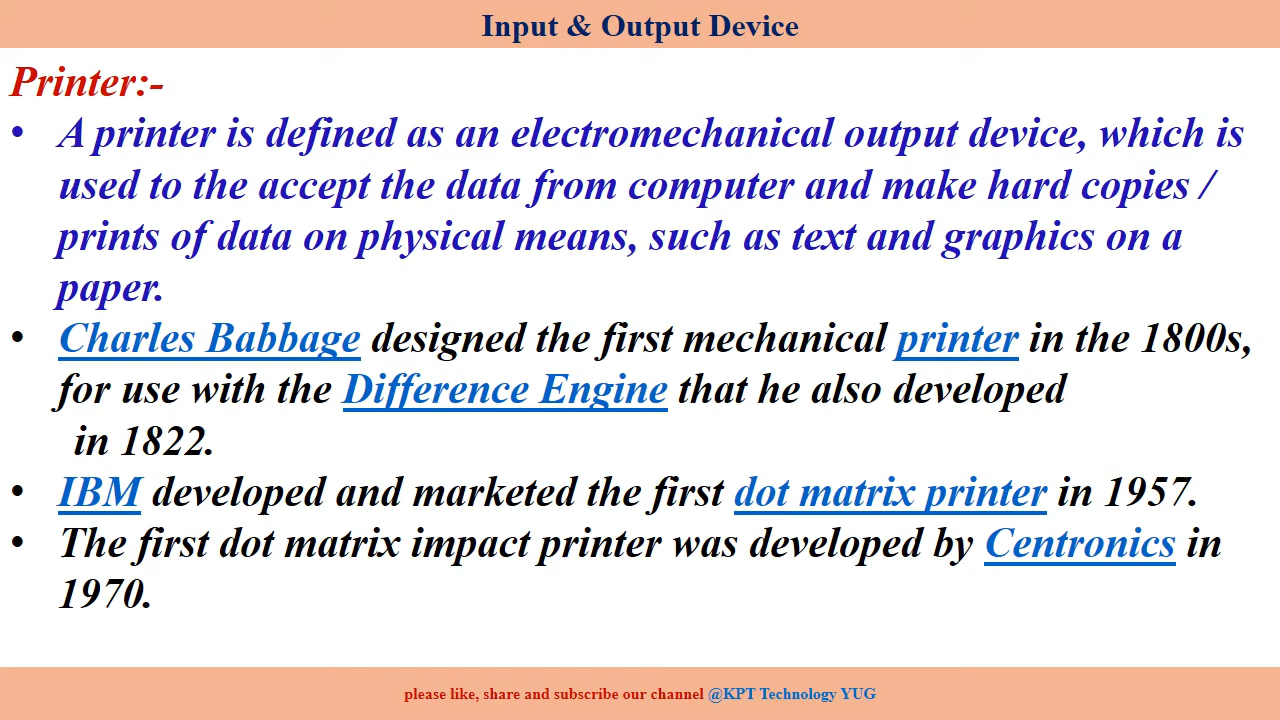 Input & Output Device
Printer:-
• A printer is defined as an electromechanical output device, which is
used to the accept the data from computer and make hard copies /
prints of data on physical means, such as text and graphics on a
paper.
• Charles Babbage designed the first mechanical printer in the 1800s,
for use with the Difference Engine that he also developed
in 1822.
• IBM developed and marketed the first dot matrix printer in 1957.
• The first dot matrix impact printer was developed by Centronics in
1970.
please like, share and subscribe our channel @KPT Technology YUG